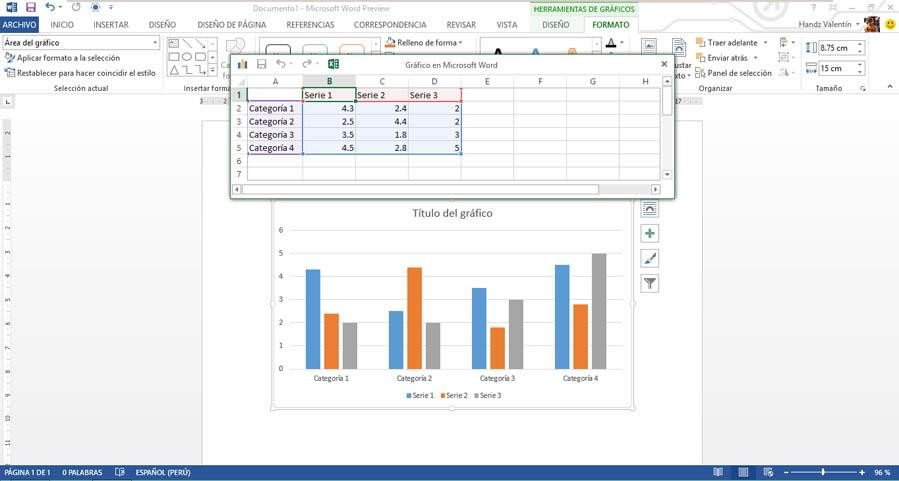 Documento1 - Microsoft Word Preview
HERRAMIENTAS DE GRÁFICOS
ARCHIVO INICIO INSERTAR DISEÑO DISEÑO DE PÁGINA REFERENCIAS CORRESPONDENCIA REVISAR VISTA DISEÑO FORMATO Handz Valentin
Área del gráfico
Aplicar formato a la selección
Restablecer para hacer coincidir el estilo
Selección actual
Insertar forma
Relleno de forma
Traer adelante
Enviar atrás
Panel de selección
Organizar
8.75 cm
15 cm
Tamaño
Gráfico en Microsoft Word
A B C D E F G H
1 Serie 1 Serie 2 Serie 3
2 Categoría 1 4.3 2.4 2
3 Categoría 2 2.5 4.4 2
4 Categoría 3 3.5 1.8 3
5 Categoría 4 4.5 2.8 5
6
7
Título del gráfico
6
5
4
3
2
1
0
Categoría 1 Categoría 2 Categoría 3 Categoría 4
Serie 1 Serie 2 Serie 3
PÁGINA 1 DE 1 0 PALABRAS ESPAÑOL (PERÚ) 96 %